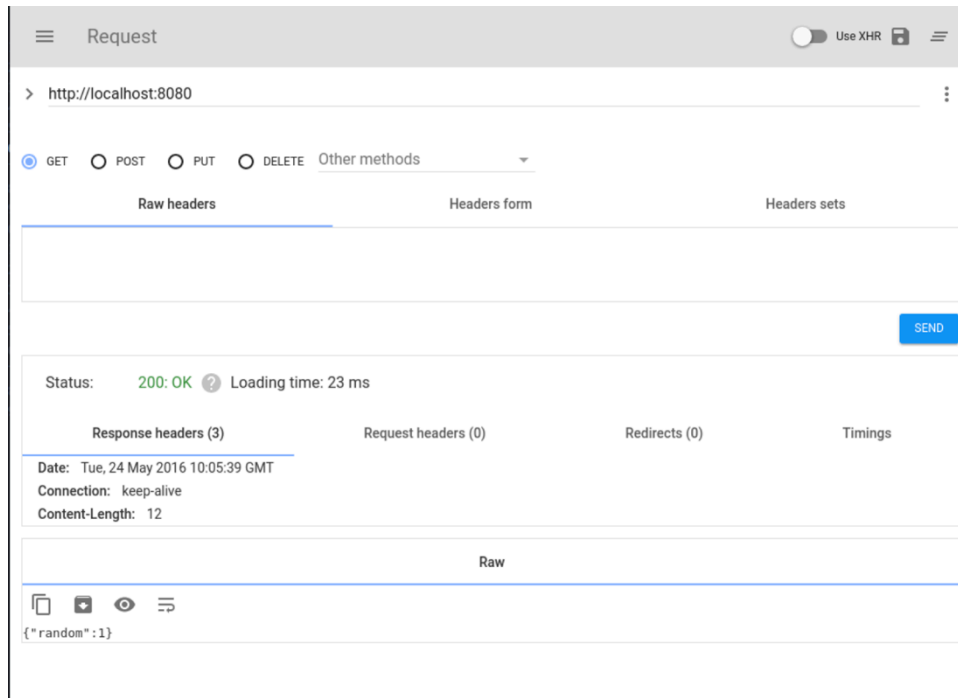 Request
Use XHR
http://localhost:8080
GET POST PUT DELETE Other methods
Raw headers Headers form Headers sets
SEND
Status: 200: OK ? Loading time: 23 ms
Response headers (3) Request headers (0) Redirects (0) Timings
Date: Tue, 24 May 2016 10:05:39 GMT
Connection: keep-alive
Content-Length: 12
Raw
{"random":1}